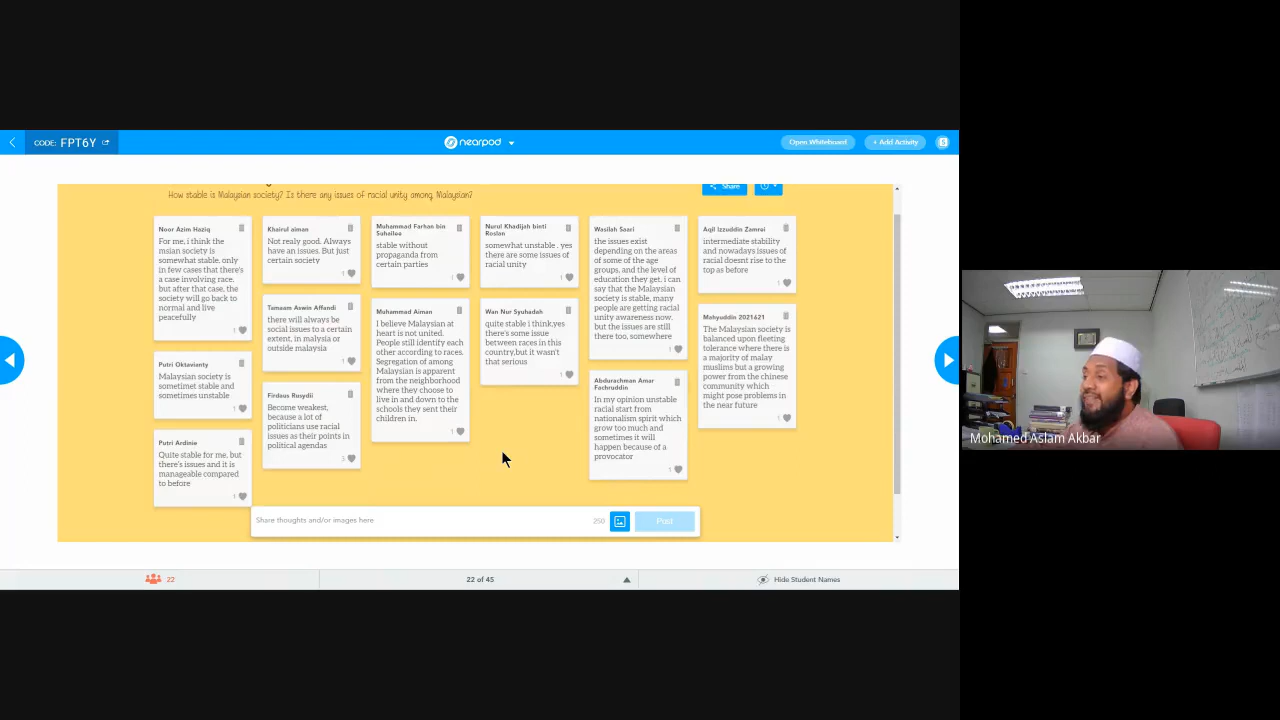 CODE: FPT6Y
nearpod
Open Whiteboard
+ Add Activity
How stable is Malaysian society? Is there any issues of racial unity among Malaysian?
Share
Noor Azim Haziq
For me, i think the
msian society is
somewhat stable. only
in few cases that there's
a case involving race.
but after that case, the
society will go back to
normal and live
peacefully
1
Putri Oktavianty
Malaysian society is
sometimet stable and
sometimes unstable
1
Putri Ardinie
Quite stable for me, but
there's issues and it is
manageable compared
to before
1
Khairul aiman
Not realy good. Always
have an issues. But just
certain society
1
Tamaam Aswin Affandi
there will always be
social issues to a certain
extent, in malysia or
outside malaysia
1
Firdaus Rusydii
Become weakest,
because a lot of
politicians use racial
issues as their points in
political agendas
3
Muhammad Farhan bin
Suhailee
stable without
propaganda from
certain parties
1
Muhammad Aiman
I believe Malaysian at
heart is not united.
People still identify each
other according to races.
Segregation of among
Malaysian is apparent
from the neighborhood
where they choose to
live in and down to the
schools they sent their
children in.
1
Nurul Khadijah binti
Roslan
somewhat unstable . yes
there are some issues of
racial unity
1
Wan Nur Syuhadah
quite stable i think,yes
there's some issue
between races in this
country,but it wasn't
that serious
1
Wasilah Saari
the issues exist
depending on the areas
of some of the age
groups, and the level of
education they get. i can
say that the Malaysian
society is stable, many
people are getting racial
unity awareness now.
but the issues are still
there too, somewhere
1
Abdurachman Amar
Fachruddin
In my opinion unstable
racial start from
nationalism spirit which
grow too much and
sometimes it will
happen because of a
provocator
1
Aqil Izzuddin Zamrei
intermediate stability
and nowadays issues of
racial doesnt rise to the
top as before
1
Mohyuddin 2021621
The Malaysian society is
balanced upon fleeting
tolerance where there is
a majority of malay
muslims but a growing
power from the chinese
community which
might pose problems in
the near future
1
Share thoughts and/or images here
250
Post
22
22 of 45
Hide Student Names
Mohamed Aslam Akbar